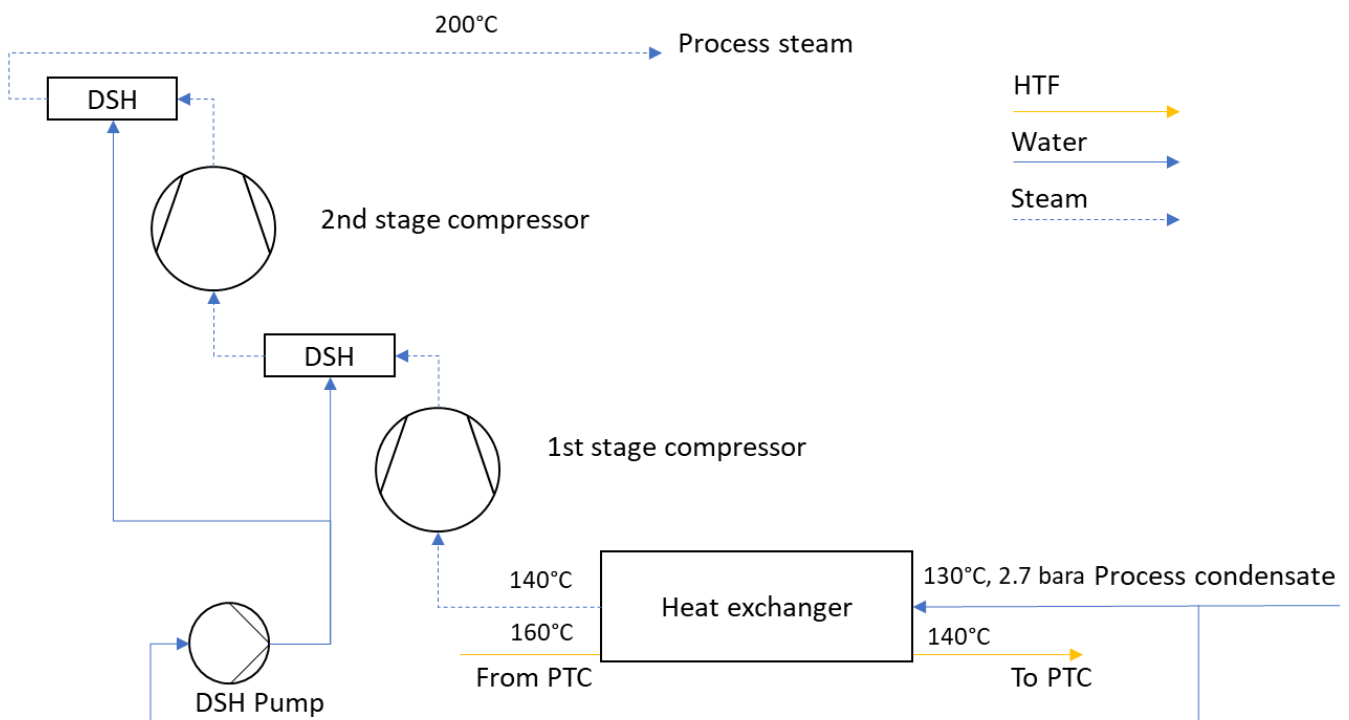 200°C
Process steam
DSH
HTF
Water
Steam
2nd stage compressor
DSH
1st stage compressor
140°C
130°C, 2.7 bara Process condensate
Heat exchanger
160°C
140°C
From PTC
To PTC
DSH Pump